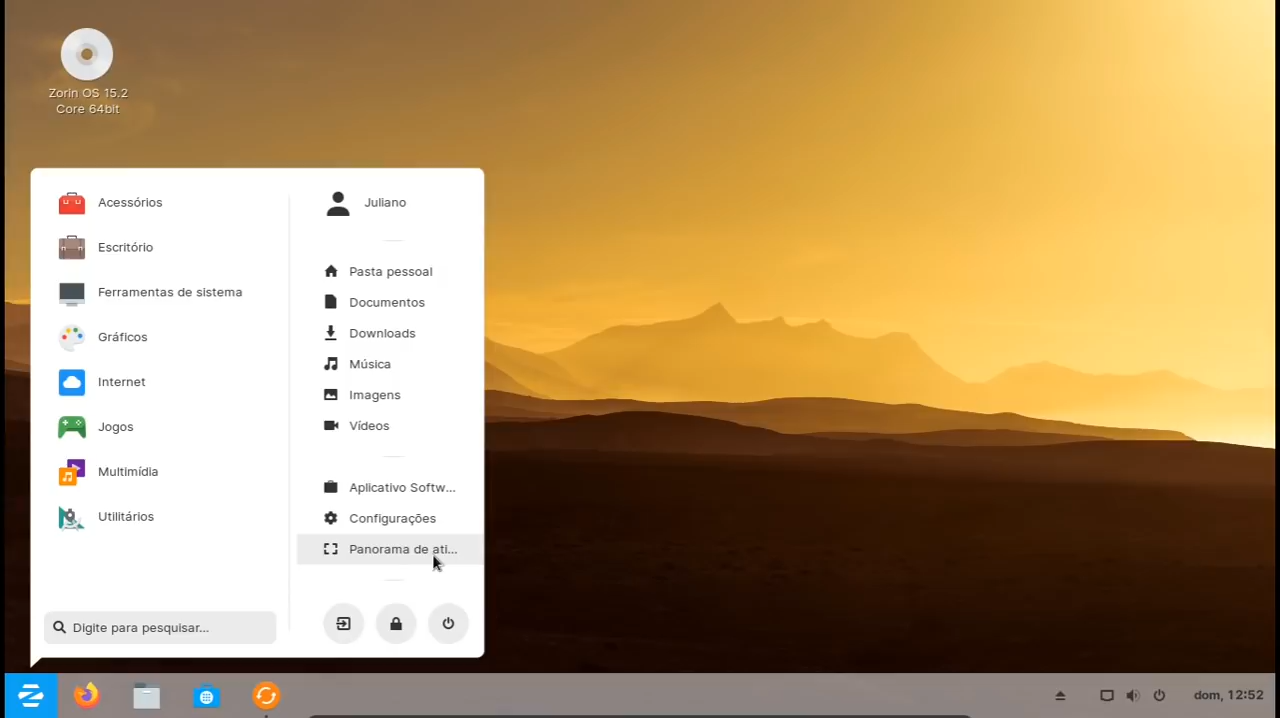 Zorin OS 15.2
Core 64bit
Acessórios
Escritório
Ferramentas de sistema
Gráficos
Internet
Jogos
Multimídia
Utilitários
Digite para pesquisar...
Juliano
Pasta pessoal
Documentos
Downloads
Música
Imagens
Vídeos
Aplicativo Softw...
Configurações
Panorama de ati...
dom, 12:52